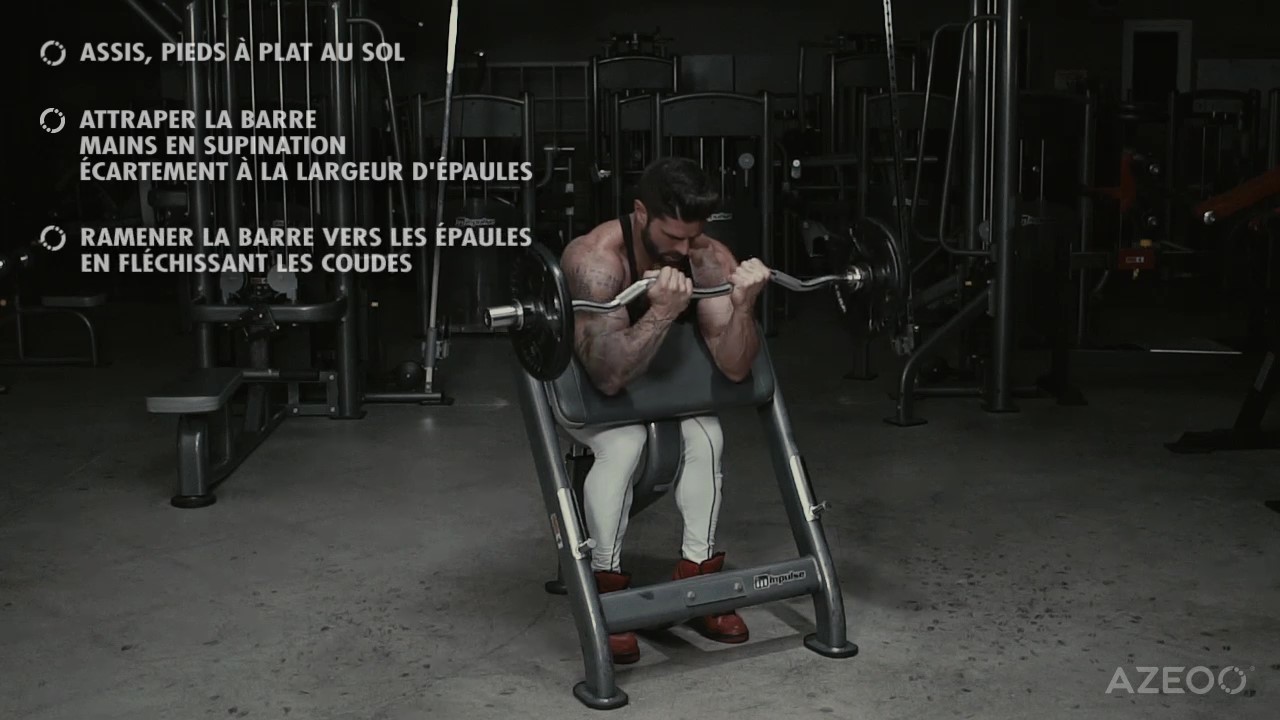 ASSIS, PIEDS À PLAT AU SOL
ATTRAPER LA BARRE
MAINS EN SUPINATION
ÉCARTEMENT À LA LARGEUR D'ÉPAULES
RAMENER LA BARRE VERS LES ÉPAULES
EN FLÉCHISSANT LES COUDES
impulse
AZEOO